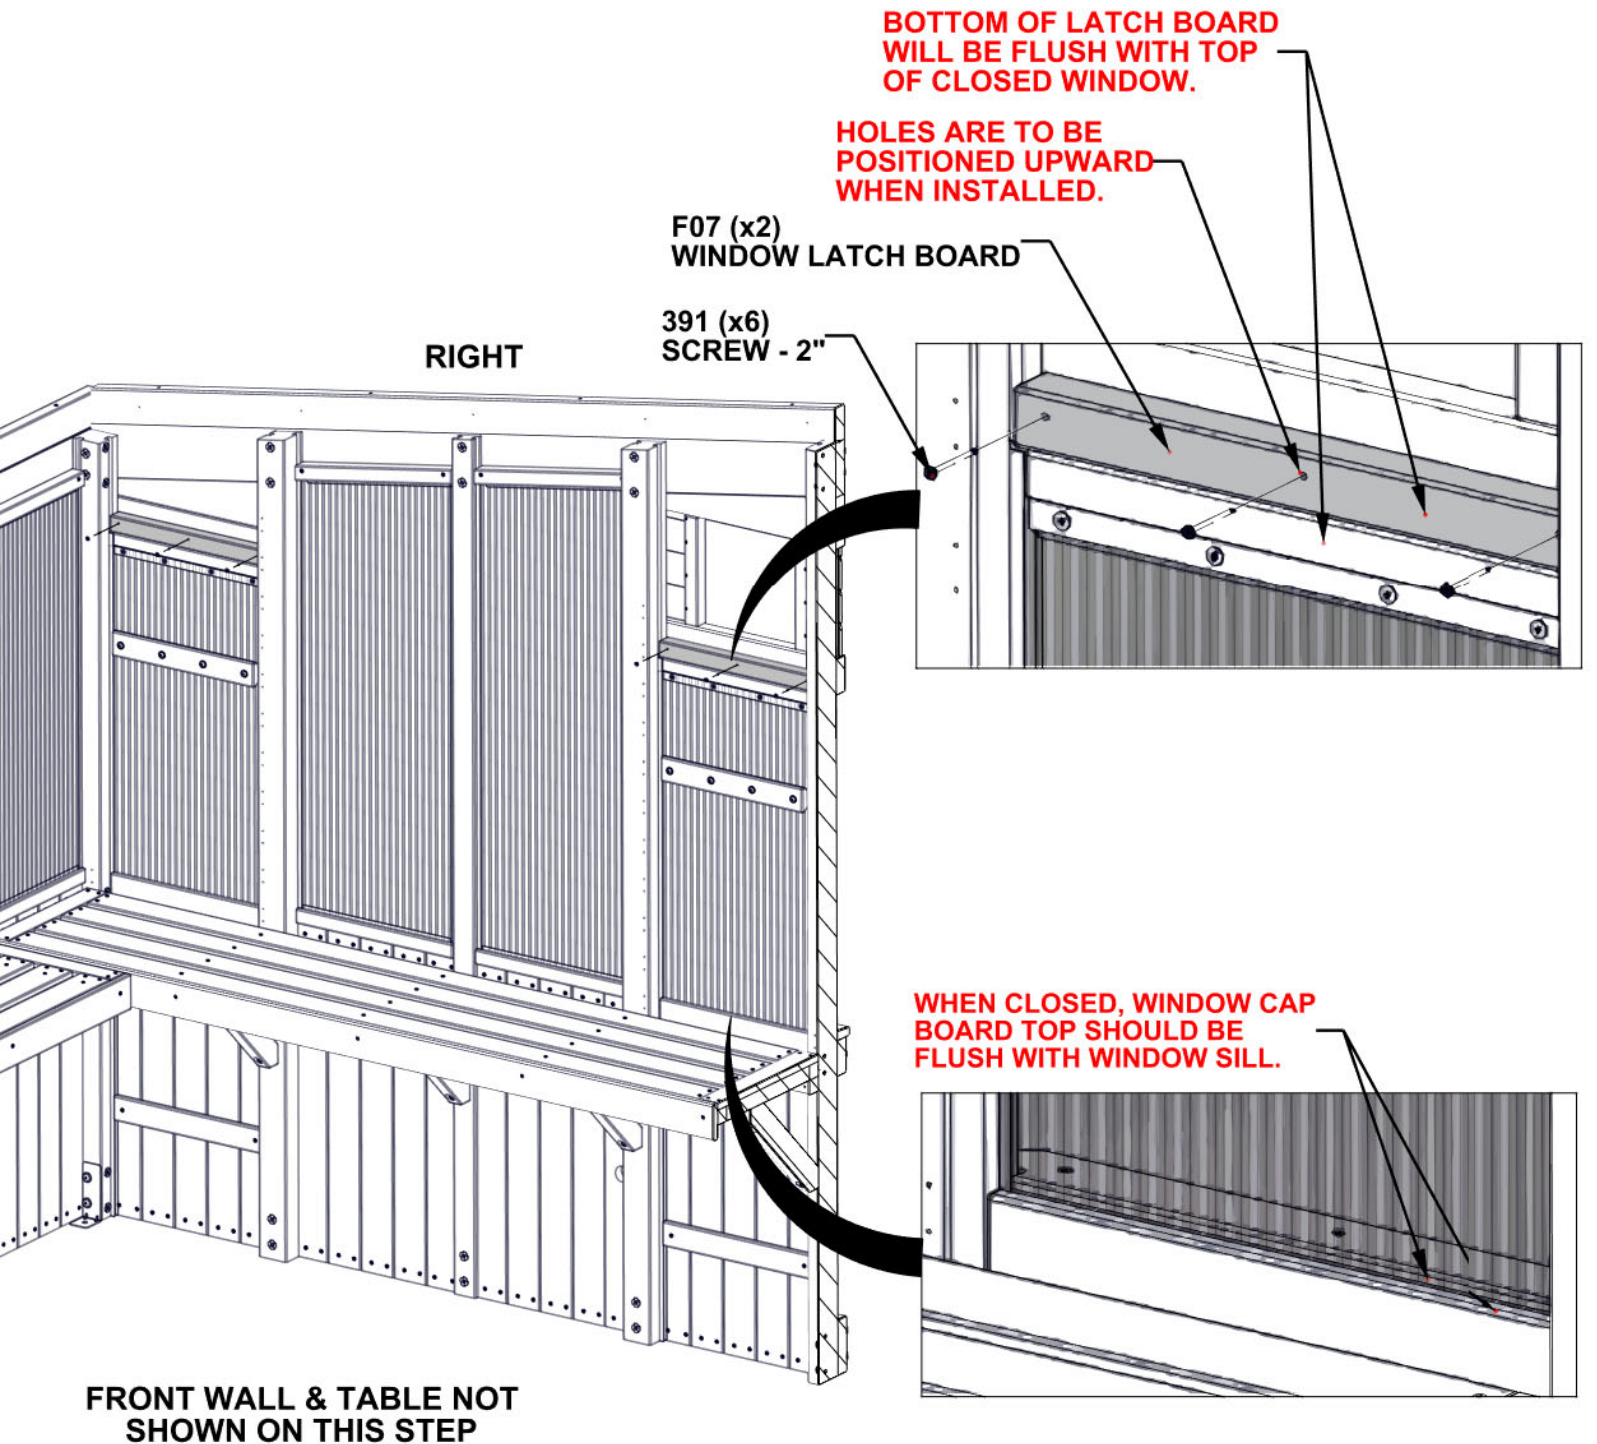 BOTTOM OF LATCH BOARD
WILL BE FLUSH WITH TOP
OF CLOSED WINDOW.
HOLES ARE TO BE
POSITIONED UPWARD
WHEN INSTALLED.
F07 (x2)
WINDOW LATCH BOARD
391 (x6)
SCREW - 2"
RIGHT
WHEN CLOSED, WINDOW CAP
BOARD TOP SHOULD BE
FLUSH WITH WINDOW SILL.
FRONT WALL & TABLE NOT
SHOWN ON THIS STEP